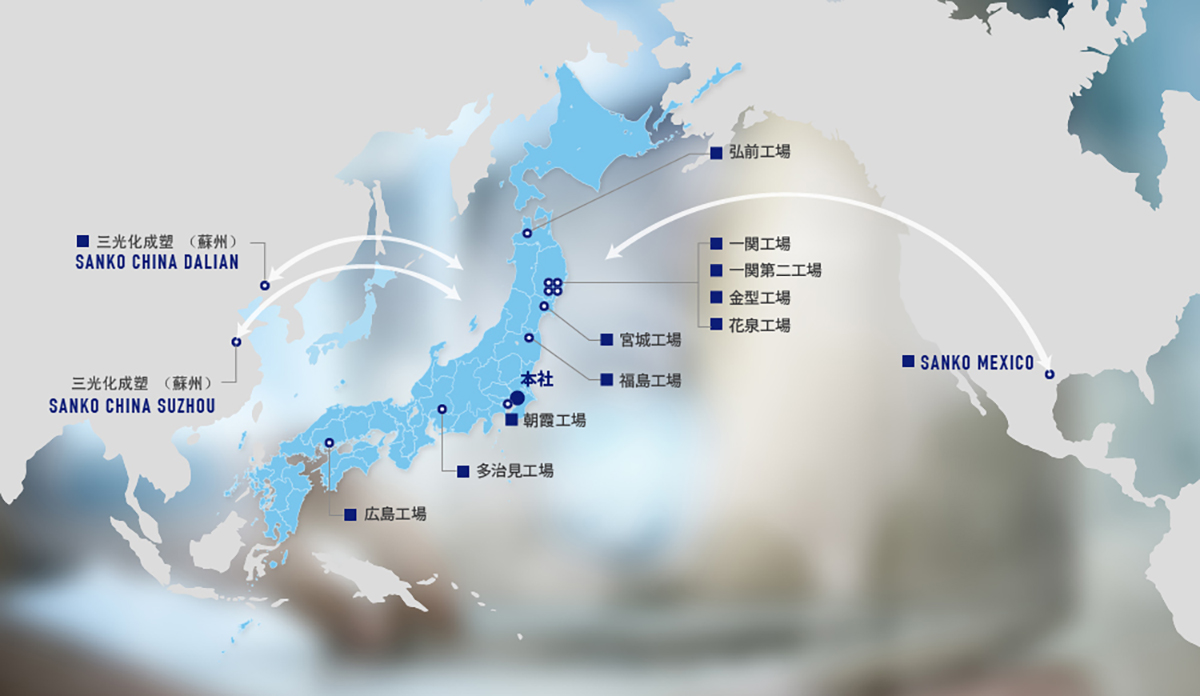 弘前工場
三光化成塑 （蘇州）
SANKO CHINA DALIAN
一関工場
一関第二工場
金型工場
花泉工場
宮城工場
SANKO MEXICO
三光化成塑 （蘇州）
SANKO CHINA SUZHOU
福島工場
本社
朝霞工場
多治見工場
広島工場